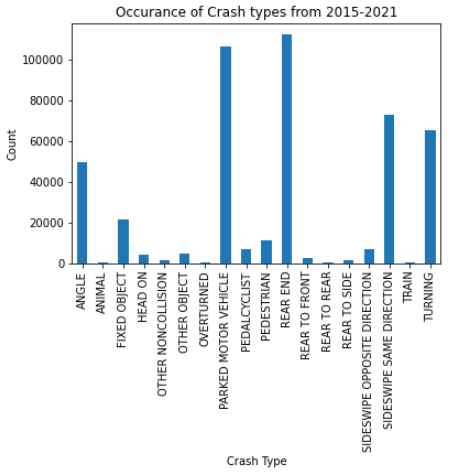 Occurance of Crash types from 2015-2021
Count
100000
80000
60000
40000
20000
0
ANGLE
ANIMAL
FIXED OBJECT
HEAD ON
OTHER NONCOLLISION
OTHER OBJECT
OVERTURNED
PARKED MOTOR VEHICLE
PEDALCYCLIST
PEDESTRIAN
REAR END
REAR TO FRONT
REAR TO REAR
REAR TO SIDE
SIDESWIPE OPPOSITE DIRECTION
SIDESWIPE SAME DIRECTION
TRAIN
TURNING
Crash Type